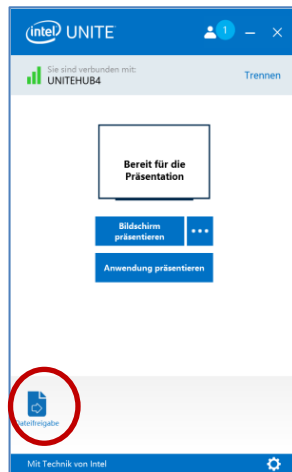 intel UNITE 1
Sie sind verbunden mit:
UNITEHUB4
Trennen
Bereit für die
Präsentation
Bildschirm
präsentieren
Anwendung präsentieren
Dateifreigabe
Mit Technik von Intel